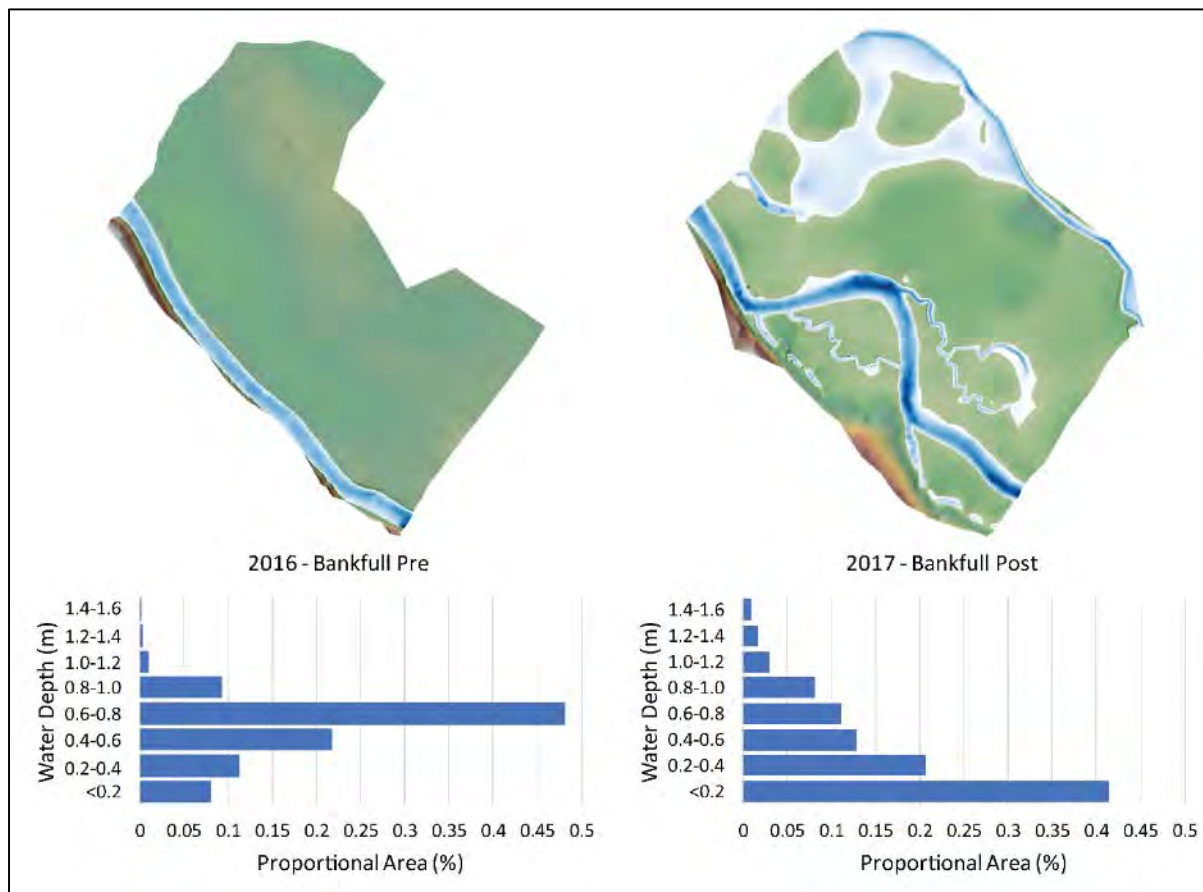 2016 - Bankfull Pre
Water Depth (m)
1.4-1.6
1.2-1.4
1.0-1.2
0.8-1.0
0.6-0.8
0.4-0.6
0.2-0.4
<0.2
0 0.05 0.1 0.15 0.2 0.25 0.3 0.35 0.4 0.45 0.5
Proportional Area (%)
2017 - Bankfull Post
Water Depth (m)
1.4-1.6
1.2-1.4
1.0-1.2
0.8-1.0
0.6-0.8
0.4-0.6
0.2-0.4
<0.2
0 0.05 0.1 0.15 0.2 0.25 0.3 0.35 0.4 0.45 0.5
Proportional Area (%)